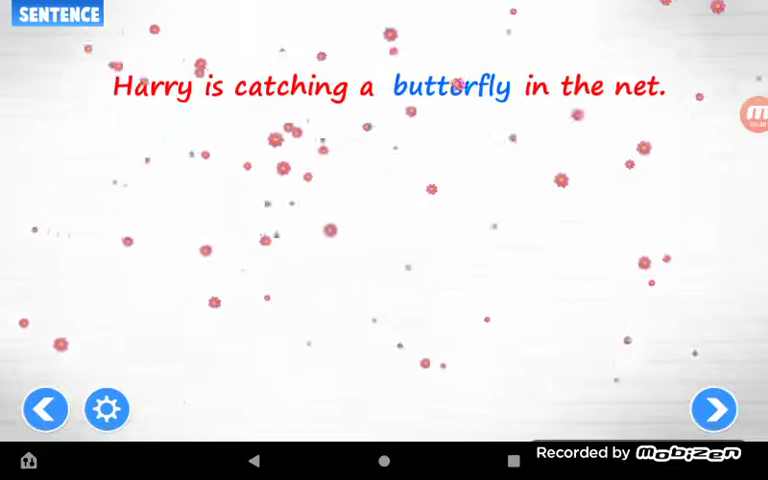 SENTENCE
Harry is catching a butterfly in the net.
Recorded by MOBIZEN